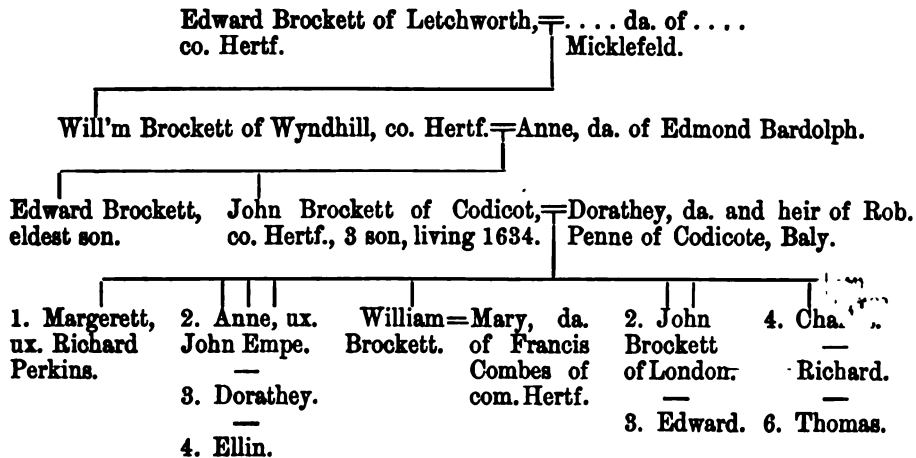 Edward Brockett of Letchworth,=.... da. of ....
co. Hertf. Micklefeld.
Will'm Brockett of Wyndhill, co. Hertf.=Anne, da. of Edmond Bardolph.
Edward Brockett,
eldest son.
John Brockett of Codicot,=Dorathey, da. and heir of Rob.
co. Hertf., 3 son, living 1634. Penne of Codicote, Baly.
1. Margerett,
ux. Richard
Perkins.
2. Anne, ux.
John Empe.
—
3. Dorathey.
—
4. Ellin.
William=Mary, da.
Brockett. of Francis
Combes of
com. Hertf.
2. John
Brockett
of London.
—
3. Edward.
4.
—
Richard.
—
6. Thomas.